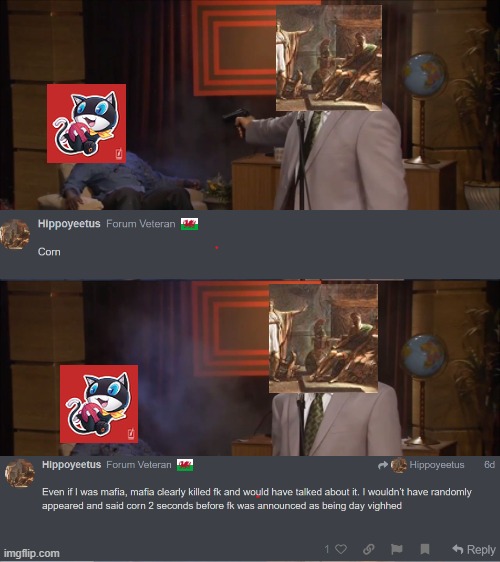 Hippoyeetus Forum Veteran
Corn
Hippoyeetus Forum Veteran Hippoyeetus 6d
Even if I was mafia, mafia clearly killed fk and would have talked about it. I wouldn't have randomly
appeared and said corn 2 seconds before fk was announced as being day vighhed
1 Reply
imgflip.com